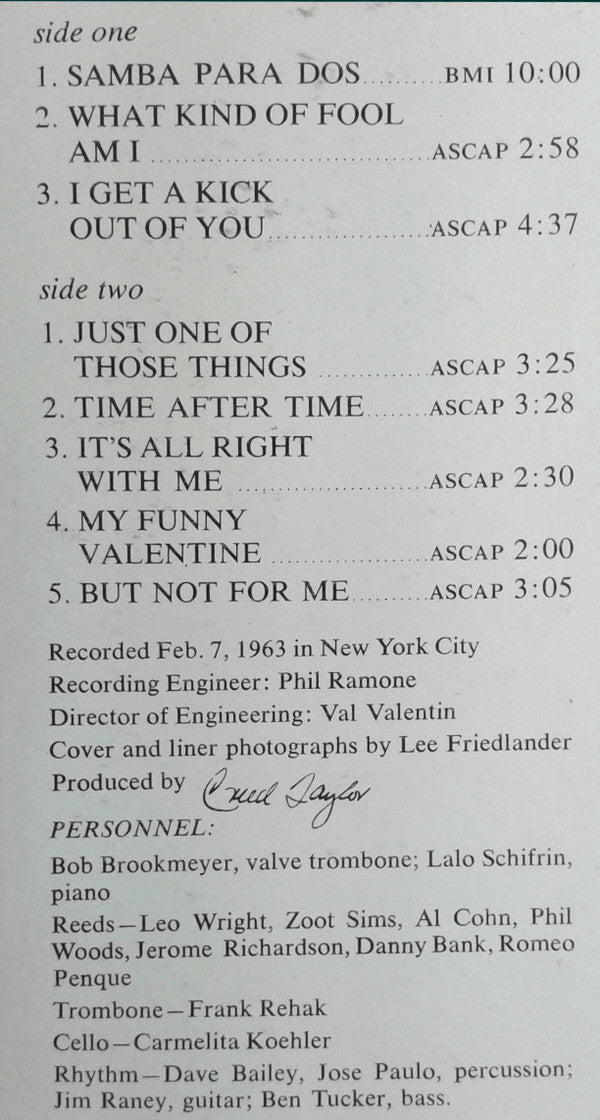 side one
1. SAMBA PARA DOS..........BMI 10:00
2. WHAT KIND OF FOOL
AM I ..............................ASCAP 2:58
3. I GET A KICK
OUT OF YOU.................ASCAP 4:37
side two
1. JUST ONE OF
THOSE THINGS ............ASCAP 3:25
2. TIME AFTER TIME.......ASCAP 3:28
3. IT'S ALL RIGHT
WITH ME .....................ASCAP 2:30
4. MY FUNNY
VALENTINE .................ASCAP 2:00
5. BUT NOT FOR ME.........ASCAP 3:05
Recorded Feb. 7, 1963 in New York City
Recording Engineer: Phil Ramone
Director of Engineering: Val Valentin
Cover and liner photographs by Lee Friedlander
Produced by Creed Taylor
PERSONNEL:
Bob Brookmeyer, valve trombone; Lalo Schifrin,
piano
Reeds—Leo Wright, Zoot Sims, Al Cohn, Phil
Woods, Jerome Richardson, Danny Bank, Romeo
Penque
Trombone—Frank Rehak
Cello—Carmelita Koehler
Rhythm—Dave Bailey, Jose Paulo, percussion;
Jim Raney, guitar; Ben Tucker, bass.